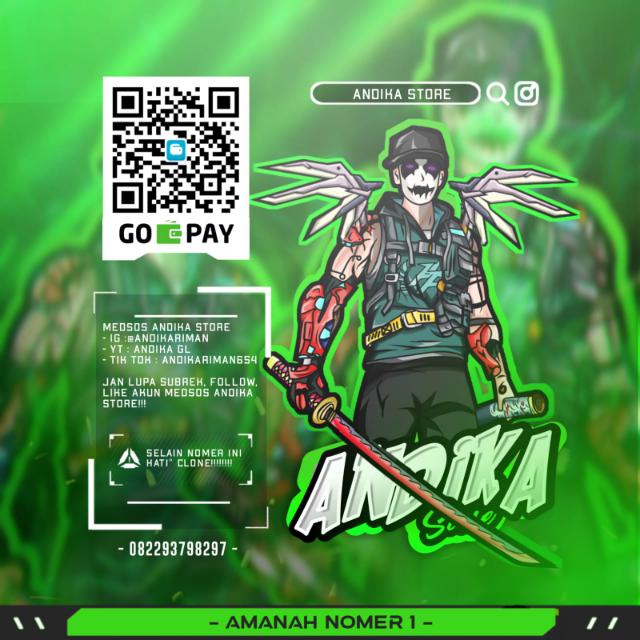 ANDIKA STORE
GO PAY
MEDSOS ANDIKA STORE
- IG :@ANDIKARIMAN
- YT : ANDIKA GL
- TIK TOK : ANDIKARIMAN654
JAN LUPA SUBREK, FOLLOW,
LIKE AKUN MEDSOS ANDIKA
STORE!!!
SELAIN NOMER INI
HATI" CLONE!!!!!!!!
- 082293798297 -
ANDIKA
- AMANAH NOMER 1 -